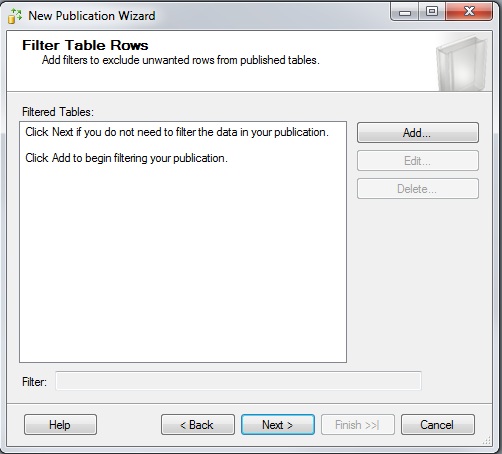 New Publication Wizard
Filter Table Rows
Add filters to exclude unwanted rows from published tables.
Filtered Tables:
Click Next if you do not need to filter the data in your publication.
Click Add to begin filtering your publication.
Add...
Edit...
Delete...
Filter:
Help
< Back
Next >
Finish >>|
Cancel